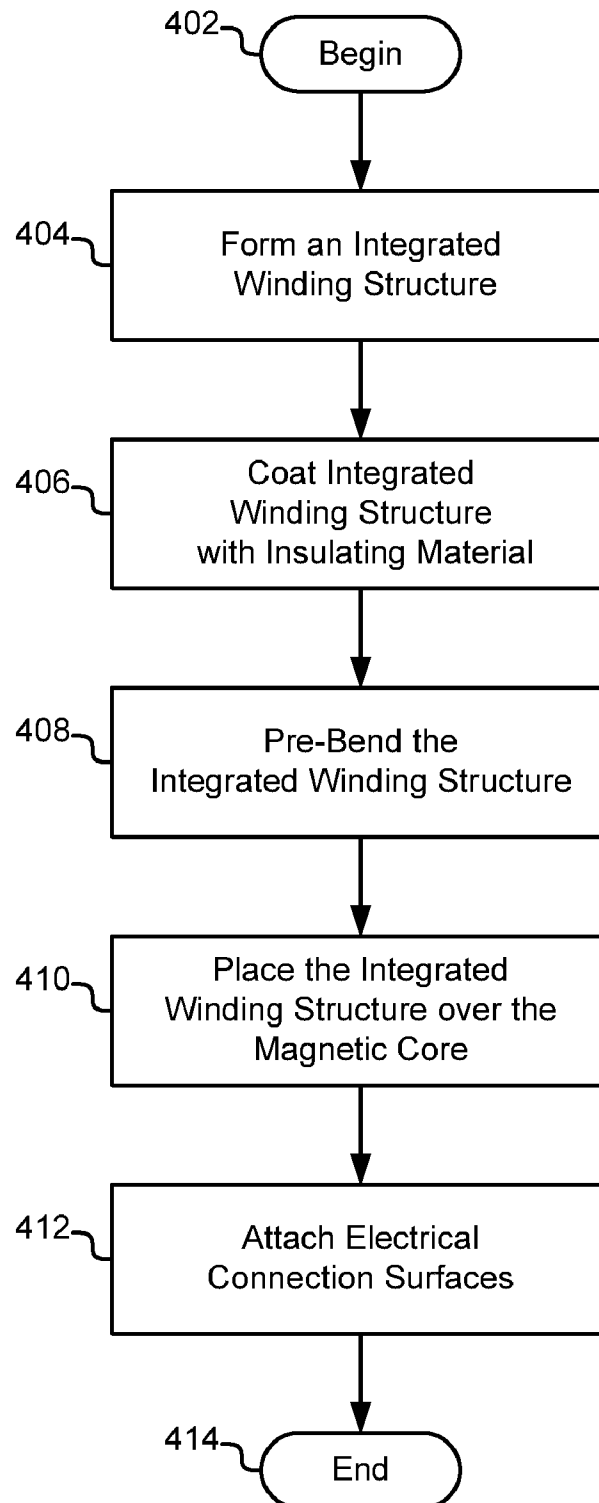 402
Begin
404
Form an Integrated
Winding Structure
406
Coat Integrated
Winding Structure
with Insulating Material
408
Pre-Bend the
Integrated Winding Structure
410
Place the Integrated
Winding Structure over the
Magnetic Core
412
Attach Electrical
Connection Surfaces
414
End